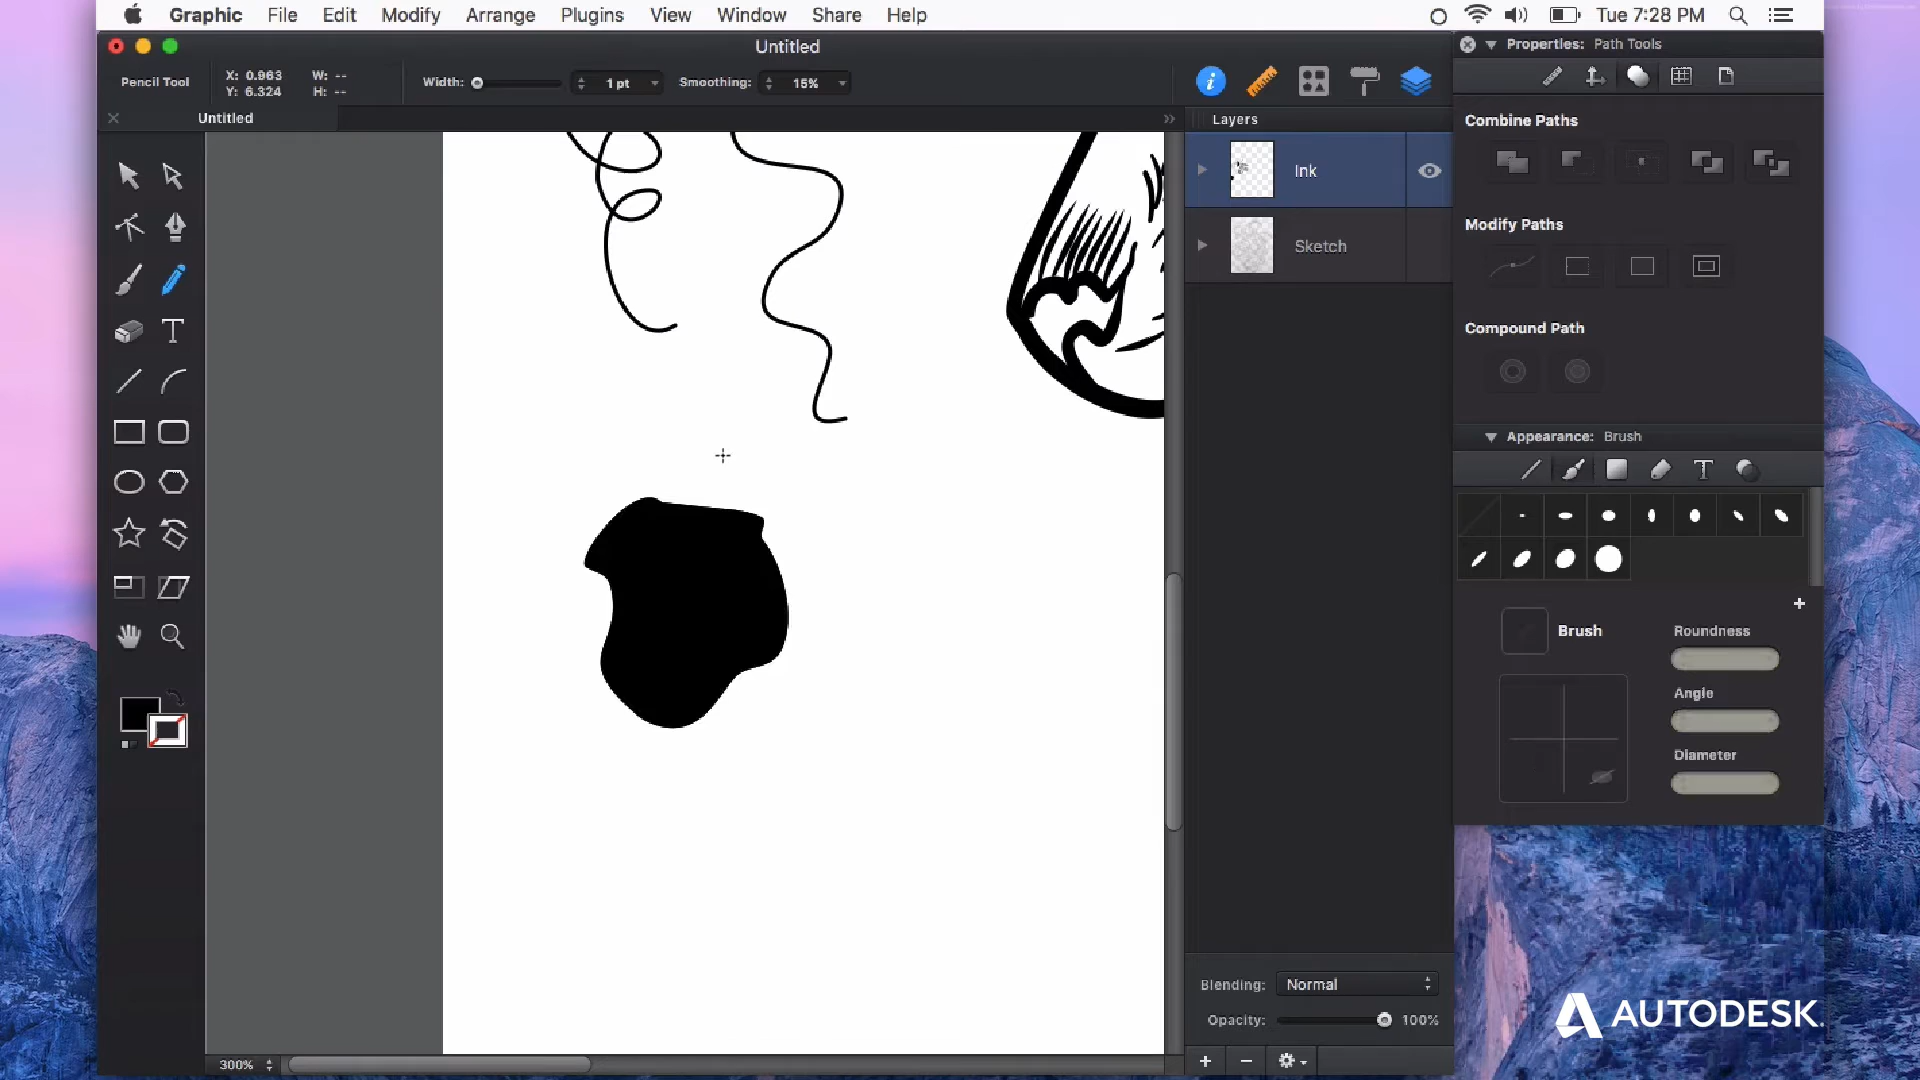 Graphic File Edit Modify Arrange Plugins View Window Share Help Tue 7:28 PM
Untitled
Properties: Path Tools
Pencil Tool X: 0.963 W: -- Width: 1 pt Smoothing: 15%
Y: 6.324 H: --
Untitled
Layers
Ink
Sketch
Combine Paths
Modify Paths
Compound Path
Appearance: Brush
Brush
Roundness
Angle
Diameter
Blending: Normal
Opacity: 100%
300%
AUTODESK.